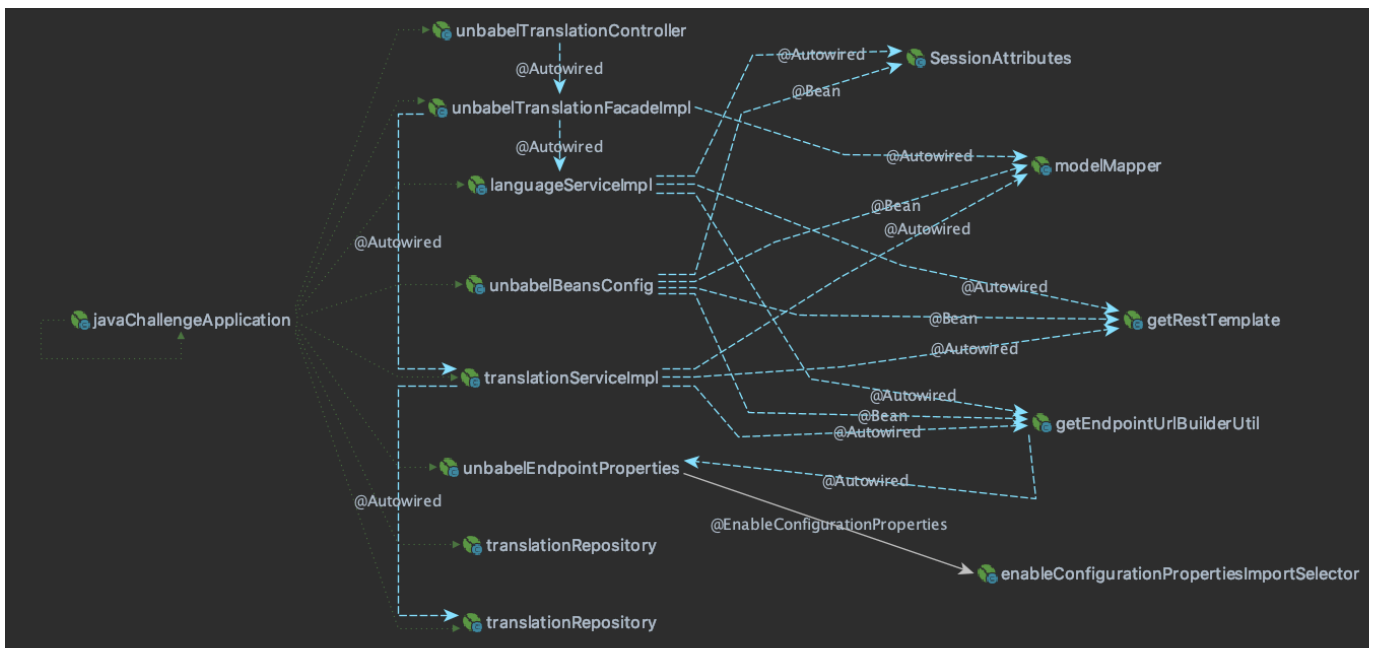 unbabelTranslationController
@Autowired
SessionAttributes
@Autowired
@Bean
unbabelTranslationFacadeImpl
@Autowired
@Autowired
modelMapper
languageServiceImpl
@Bean
@Autowired
@Autowired
unbabelBeansConfig
@Autowired
javaChallengeApplication
@Bean
getRestTemplate
@Autowired
translationServiceImpl
@Autowired
@Bean
getEndpointUrlBuilderUtil
@Autowired
unbabelEndpointProperties
@Autowired
@Autowired
@EnableConfigurationProperties
translationRepository
enableConfigurationPropertiesImportSelector
translationRepository